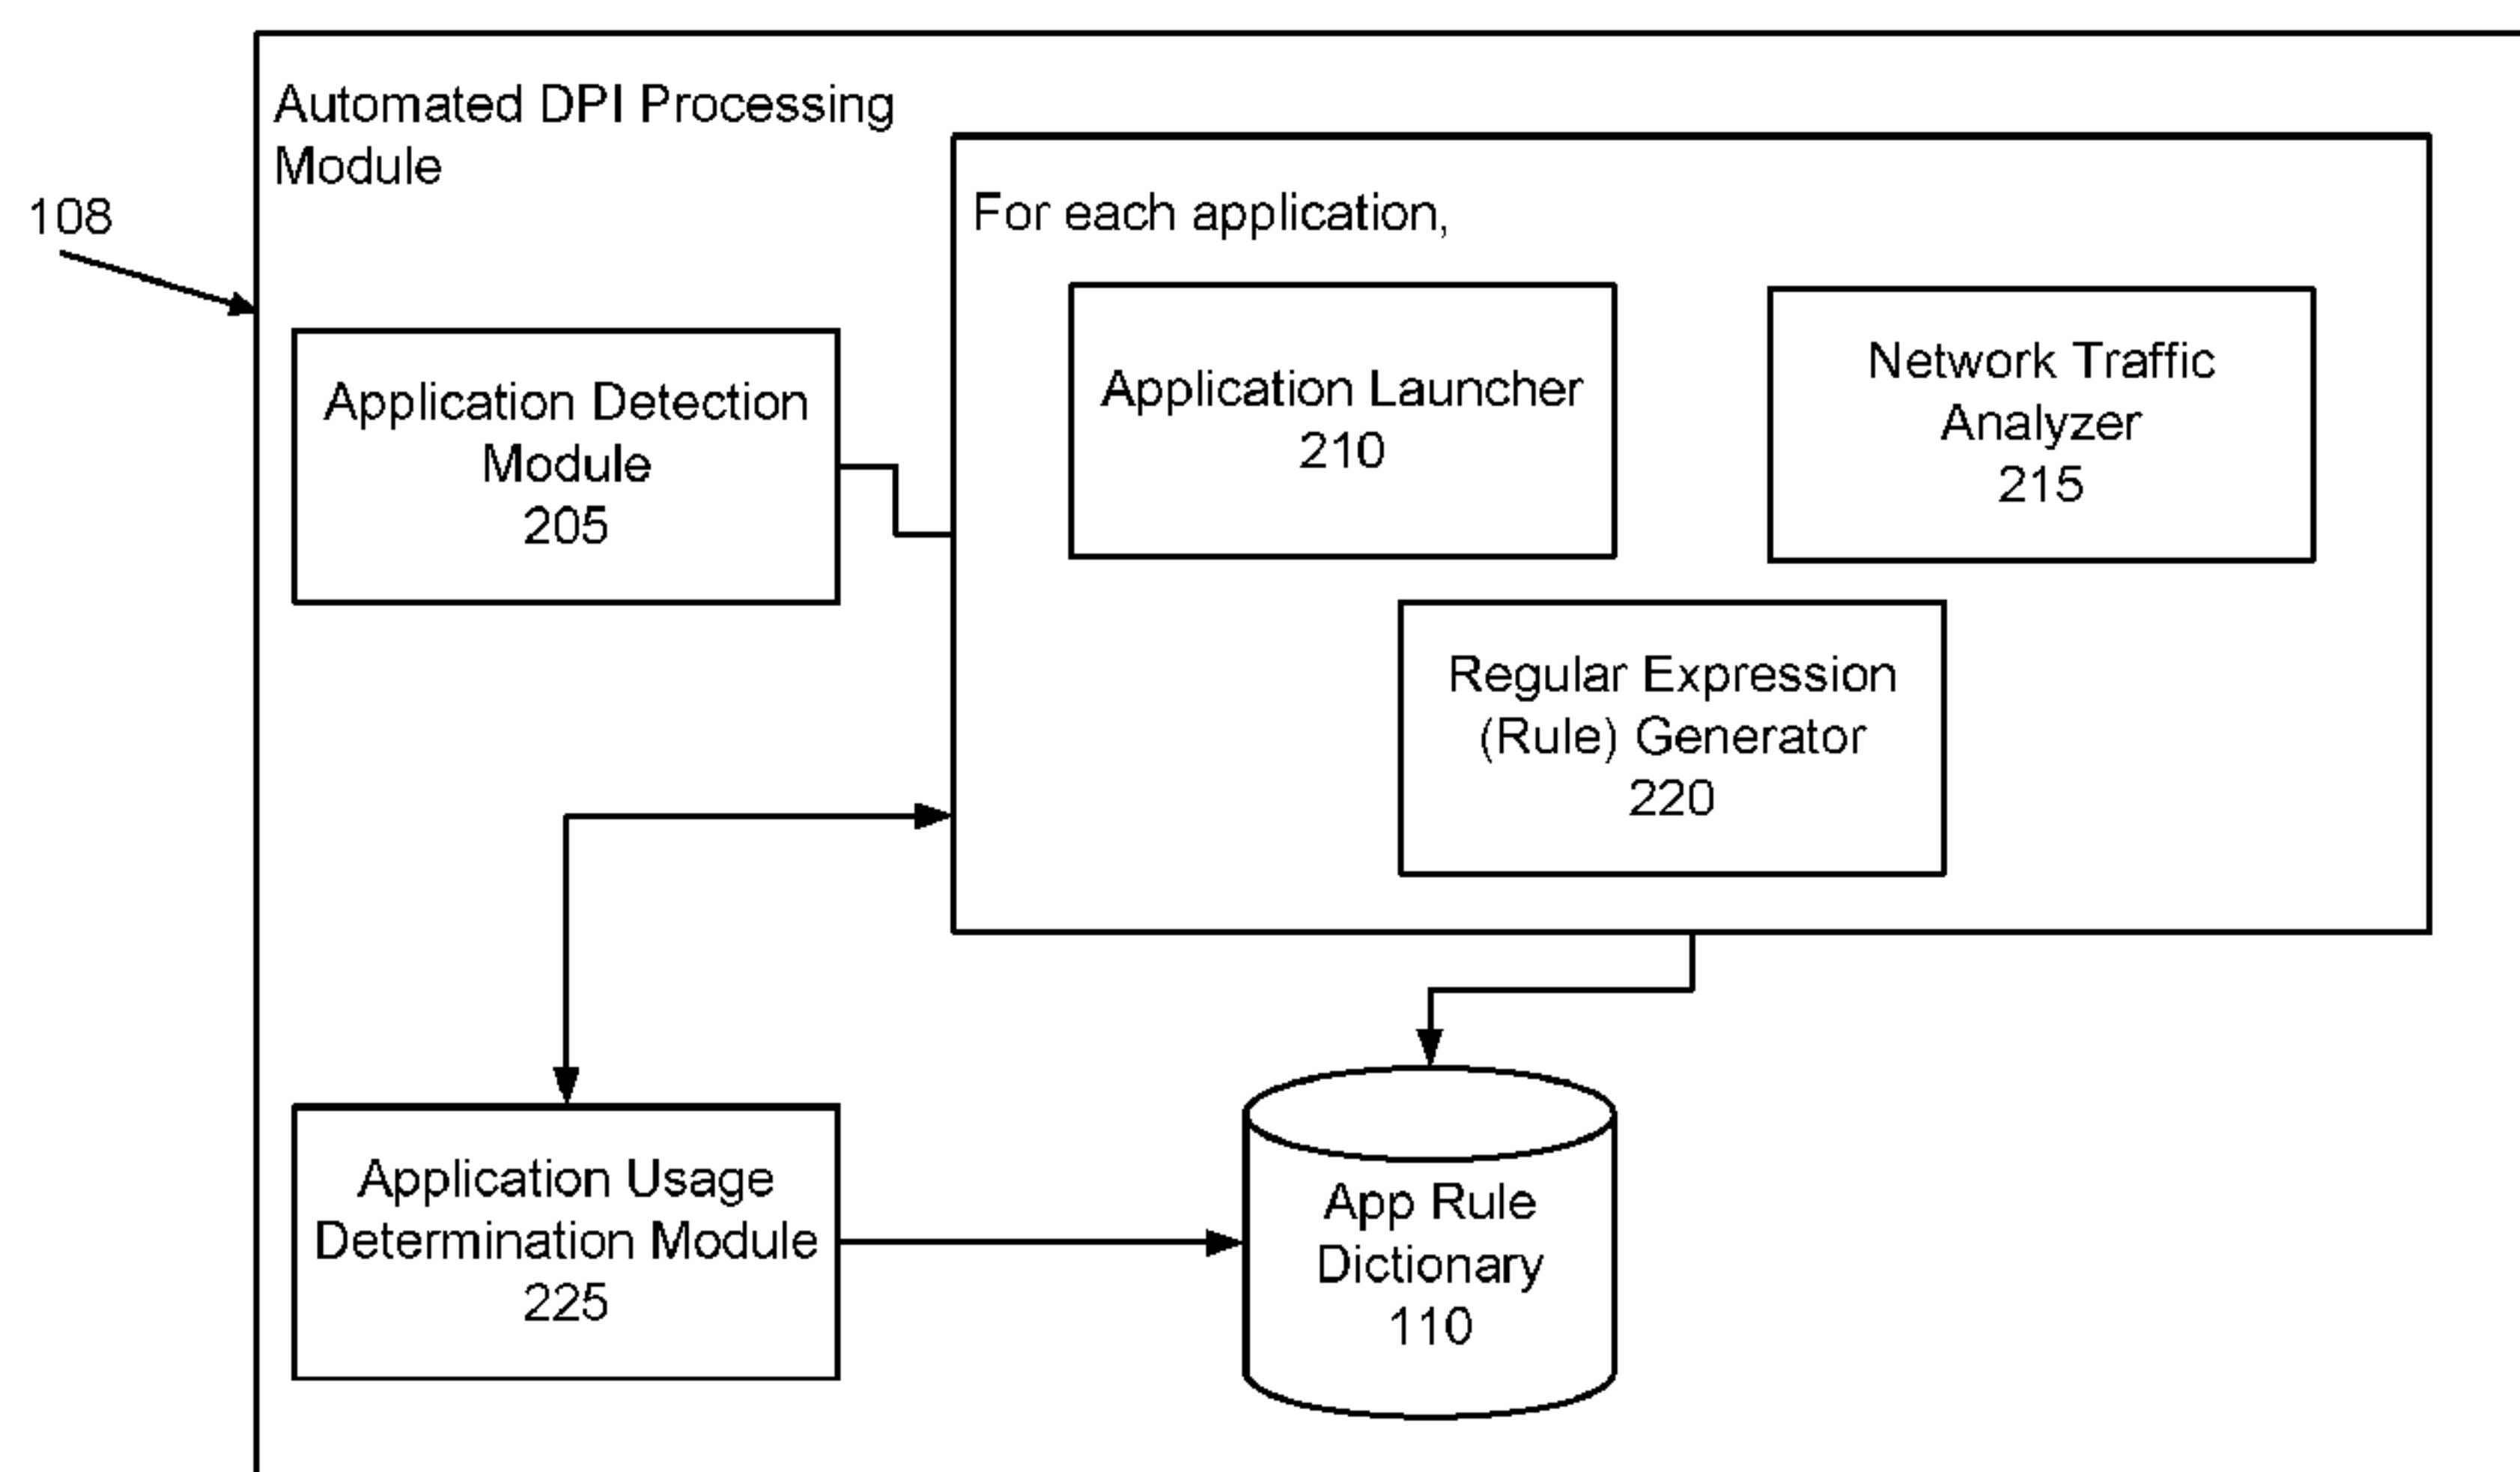 Automated DPI Processing
Module
108
For each application,
Application Detection
Module
205
Application Launcher
210
Network Traffic
Analyzer
215
Regular Expression
(Rule) Generator
220
Application Usage
Determination Module
225
App Rule
Dictionary
110